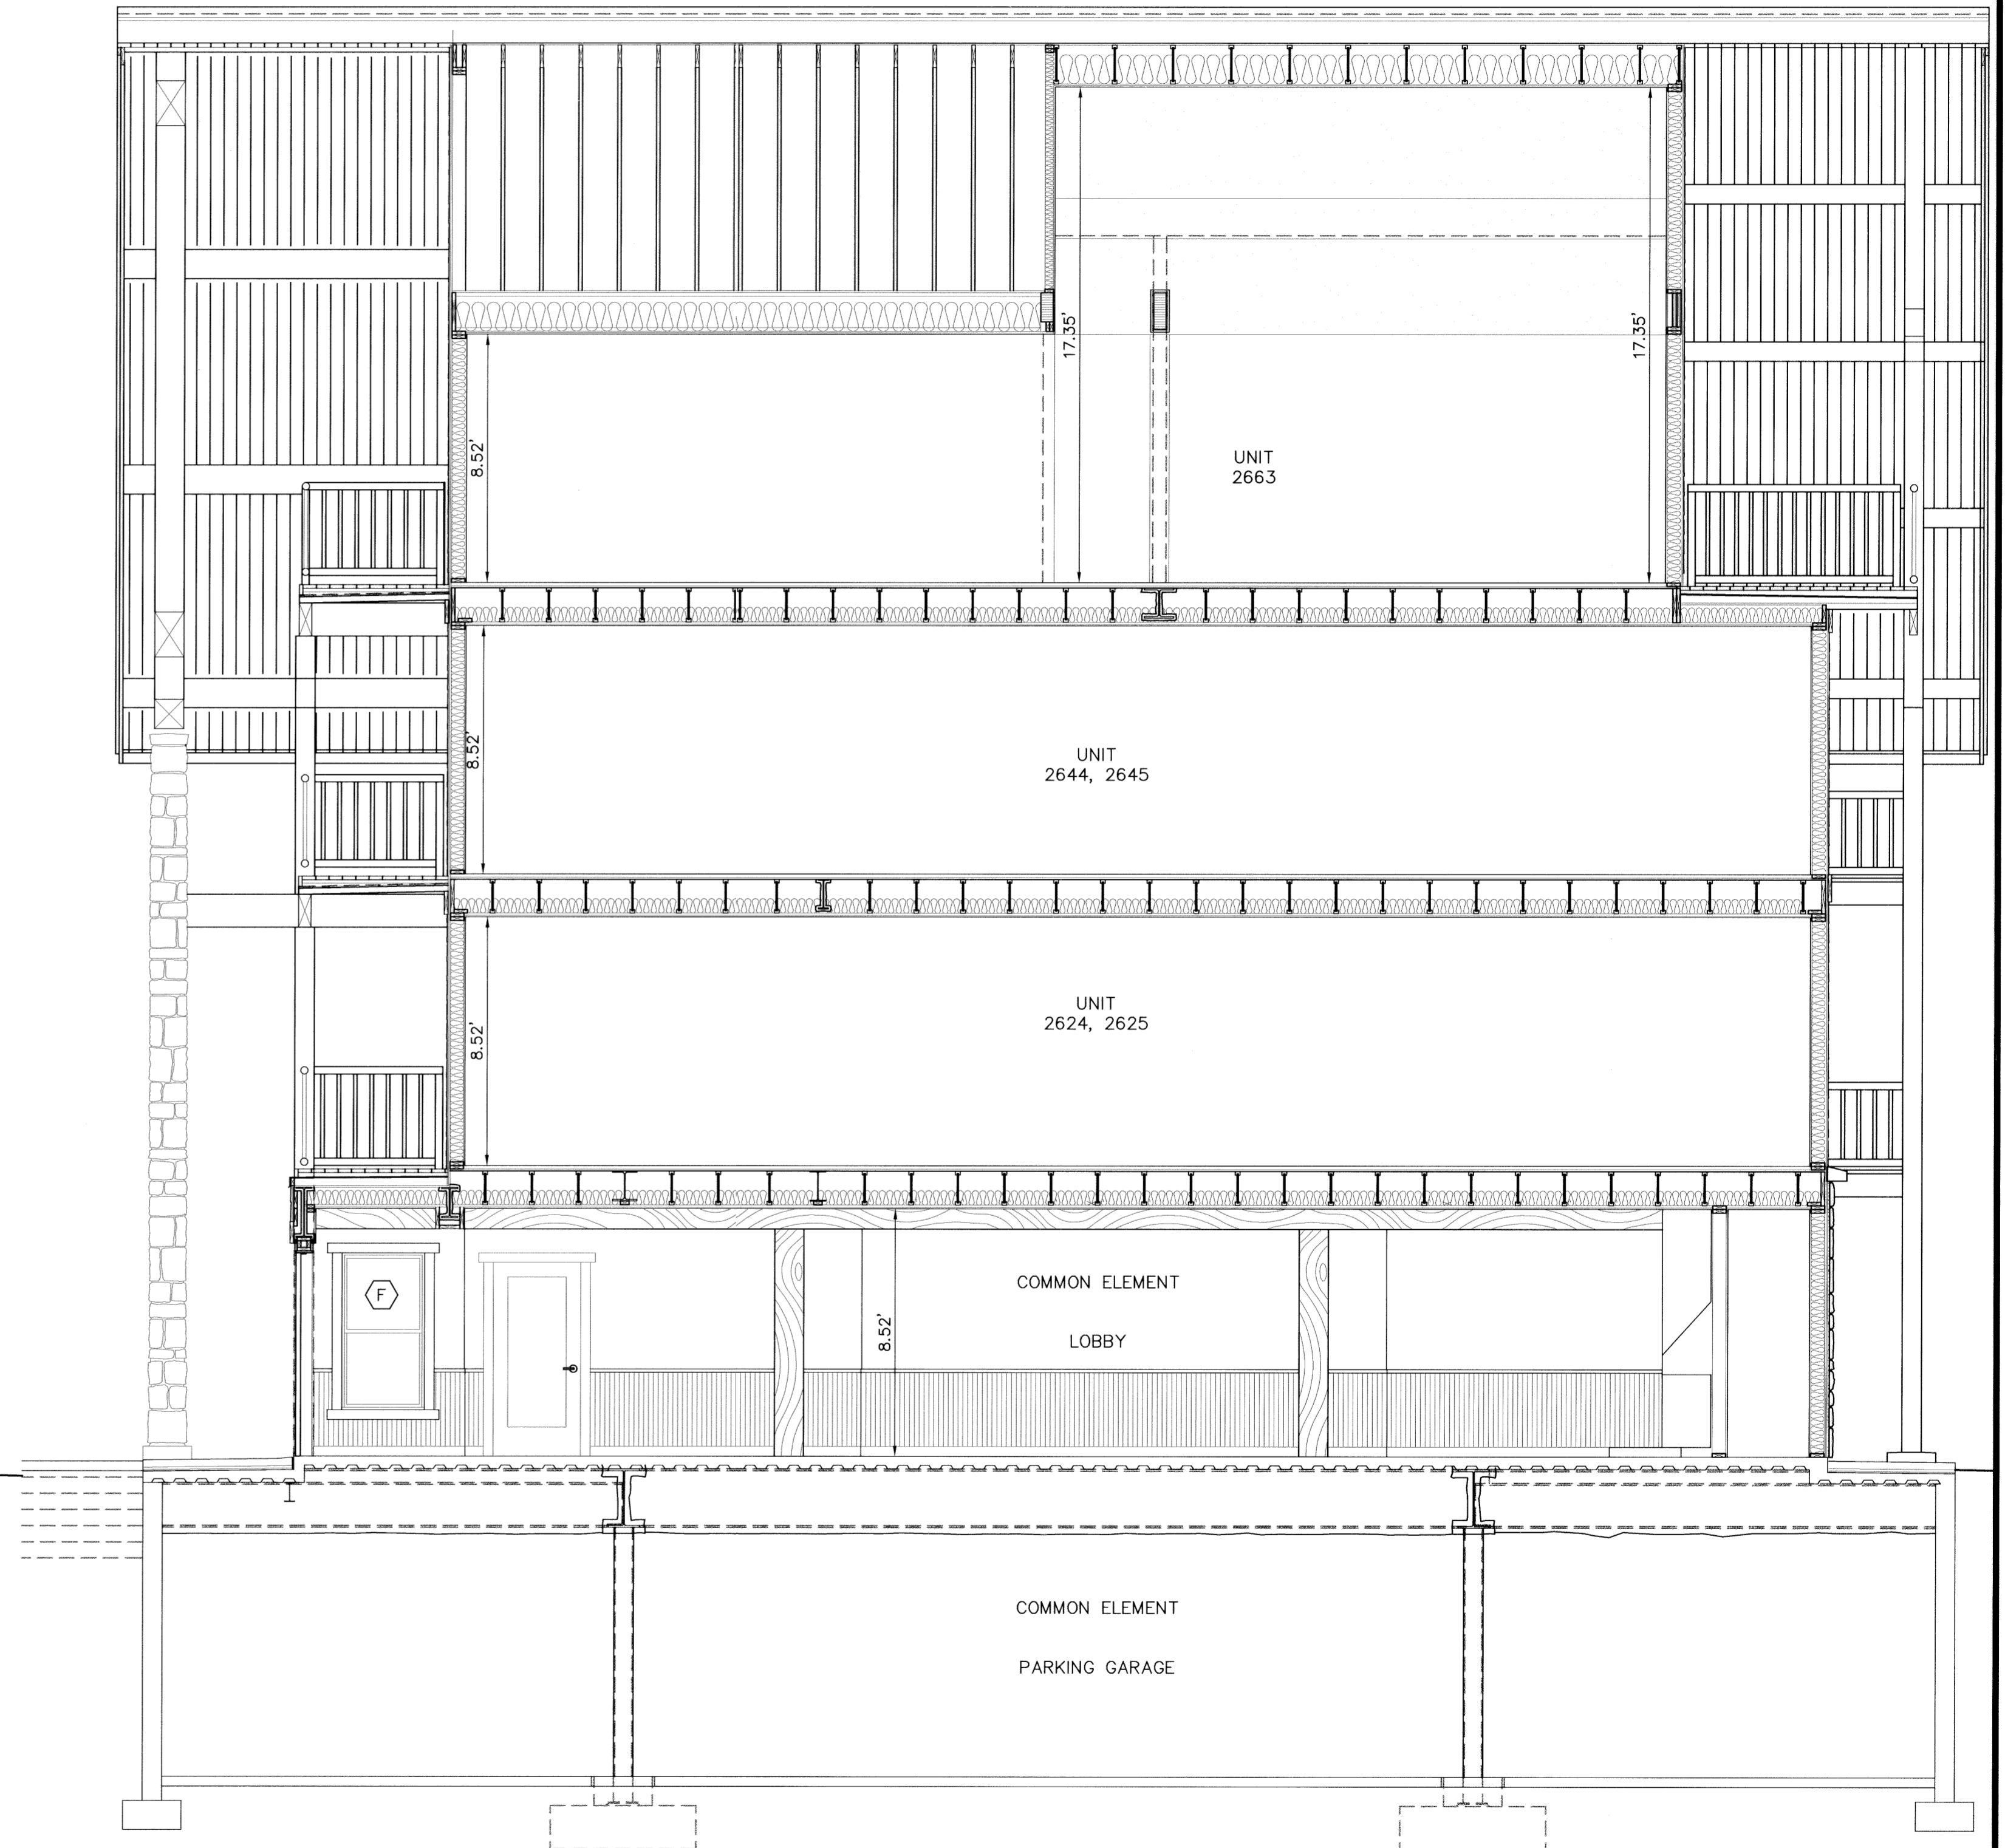 17.35'
17.35'
8.52'
UNIT
2663
8.52'
UNIT
2644, 2645
8.52'
UNIT
2624, 2625
F
8.52'
COMMON ELEMENT
LOBBY
COMMON ELEMENT
PARKING GARAGE